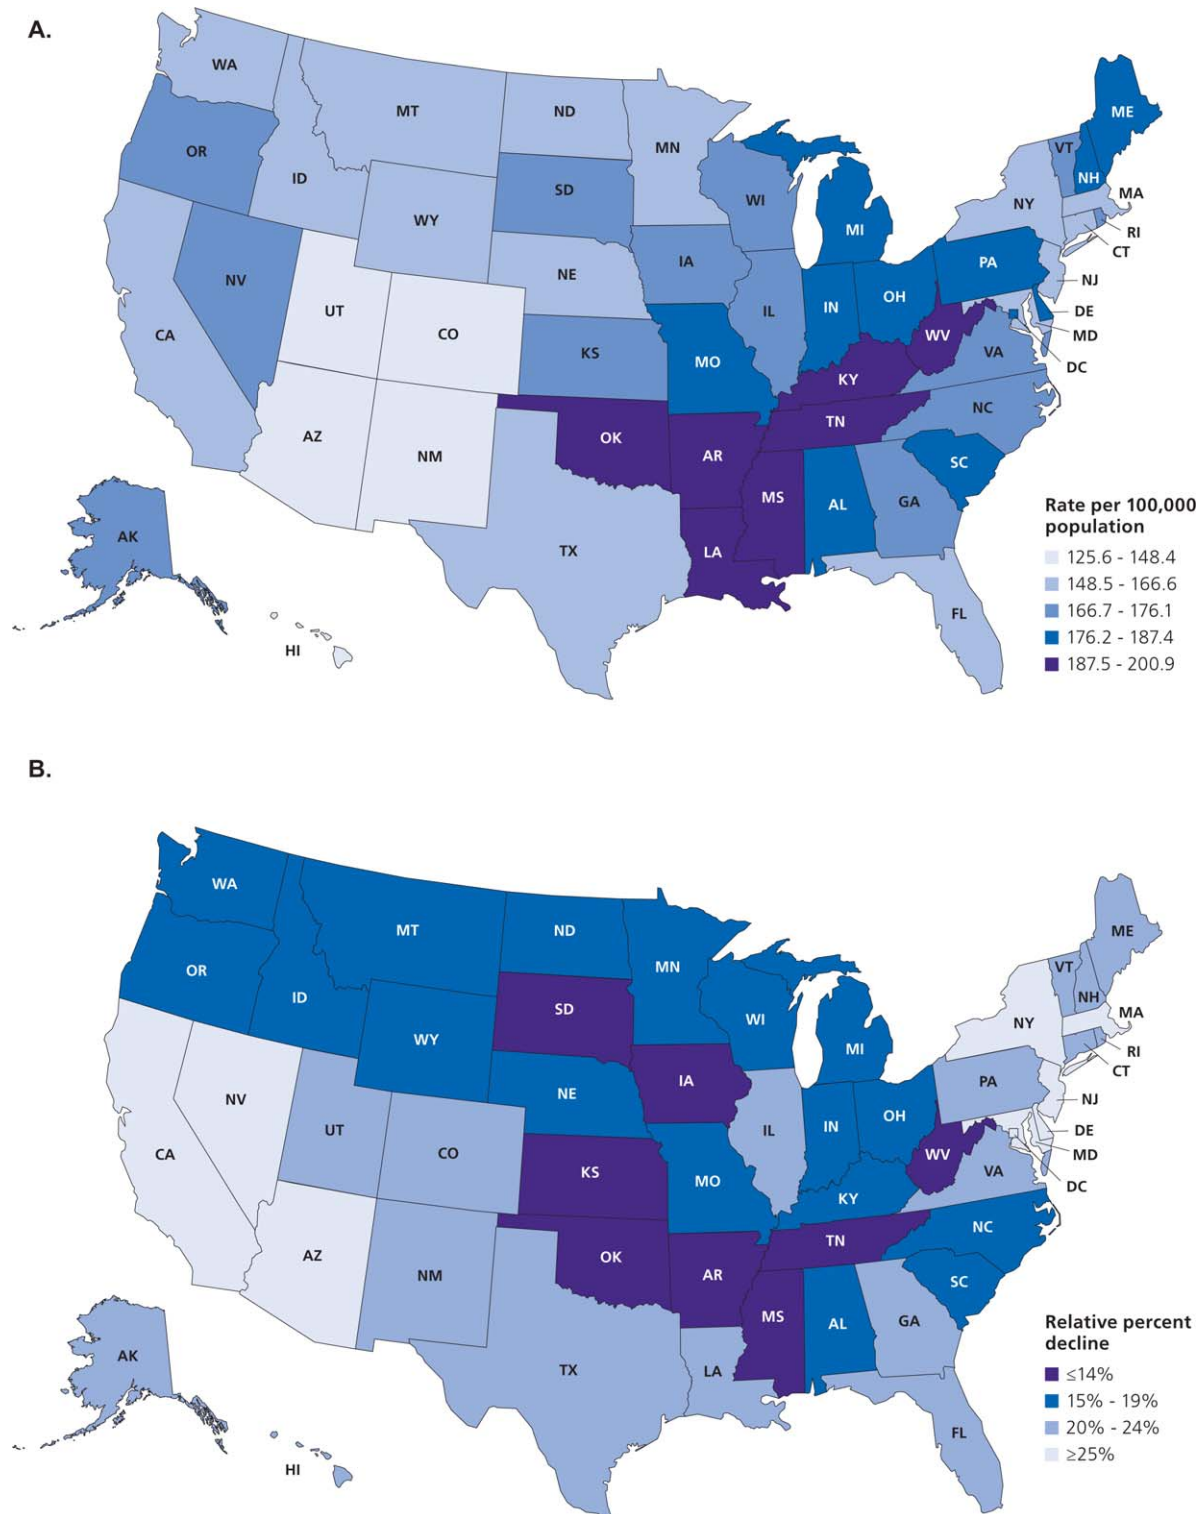 A.
WA
MT
ND
MN
OR
ID
SD
WI
WY
MI
ME
VT
NH
NY
MA
RI
CT
NV
NE
IA
PA
NJ
UT
CO
IL
IN
OH
DE
MD
DC
CA
KS
MO
WV
VA
KY
AZ
NM
OK
AR
TN
NC
SC
MS
AL
GA
TX
LA
FL
AK
HI
Rate per 100,000
population
125.6 - 148.4
148.5 - 166.6
166.7 - 176.1
176.2 - 187.4
187.5 - 200.9
B.
WA
MT
ND
MN
OR
ID
SD
WI
WY
MI
ME
VT
NH
NY
MA
RI
CT
NV
NE
IA
PA
NJ
UT
CO
IL
IN
OH
DE
MD
DC
CA
KS
MO
WV
VA
KY
AZ
NM
OK
AR
TN
NC
SC
MS
AL
GA
TX
LA
FL
AK
HI
Relative percent
decline
≤14%
15% - 19%
20% - 24%
≥25%